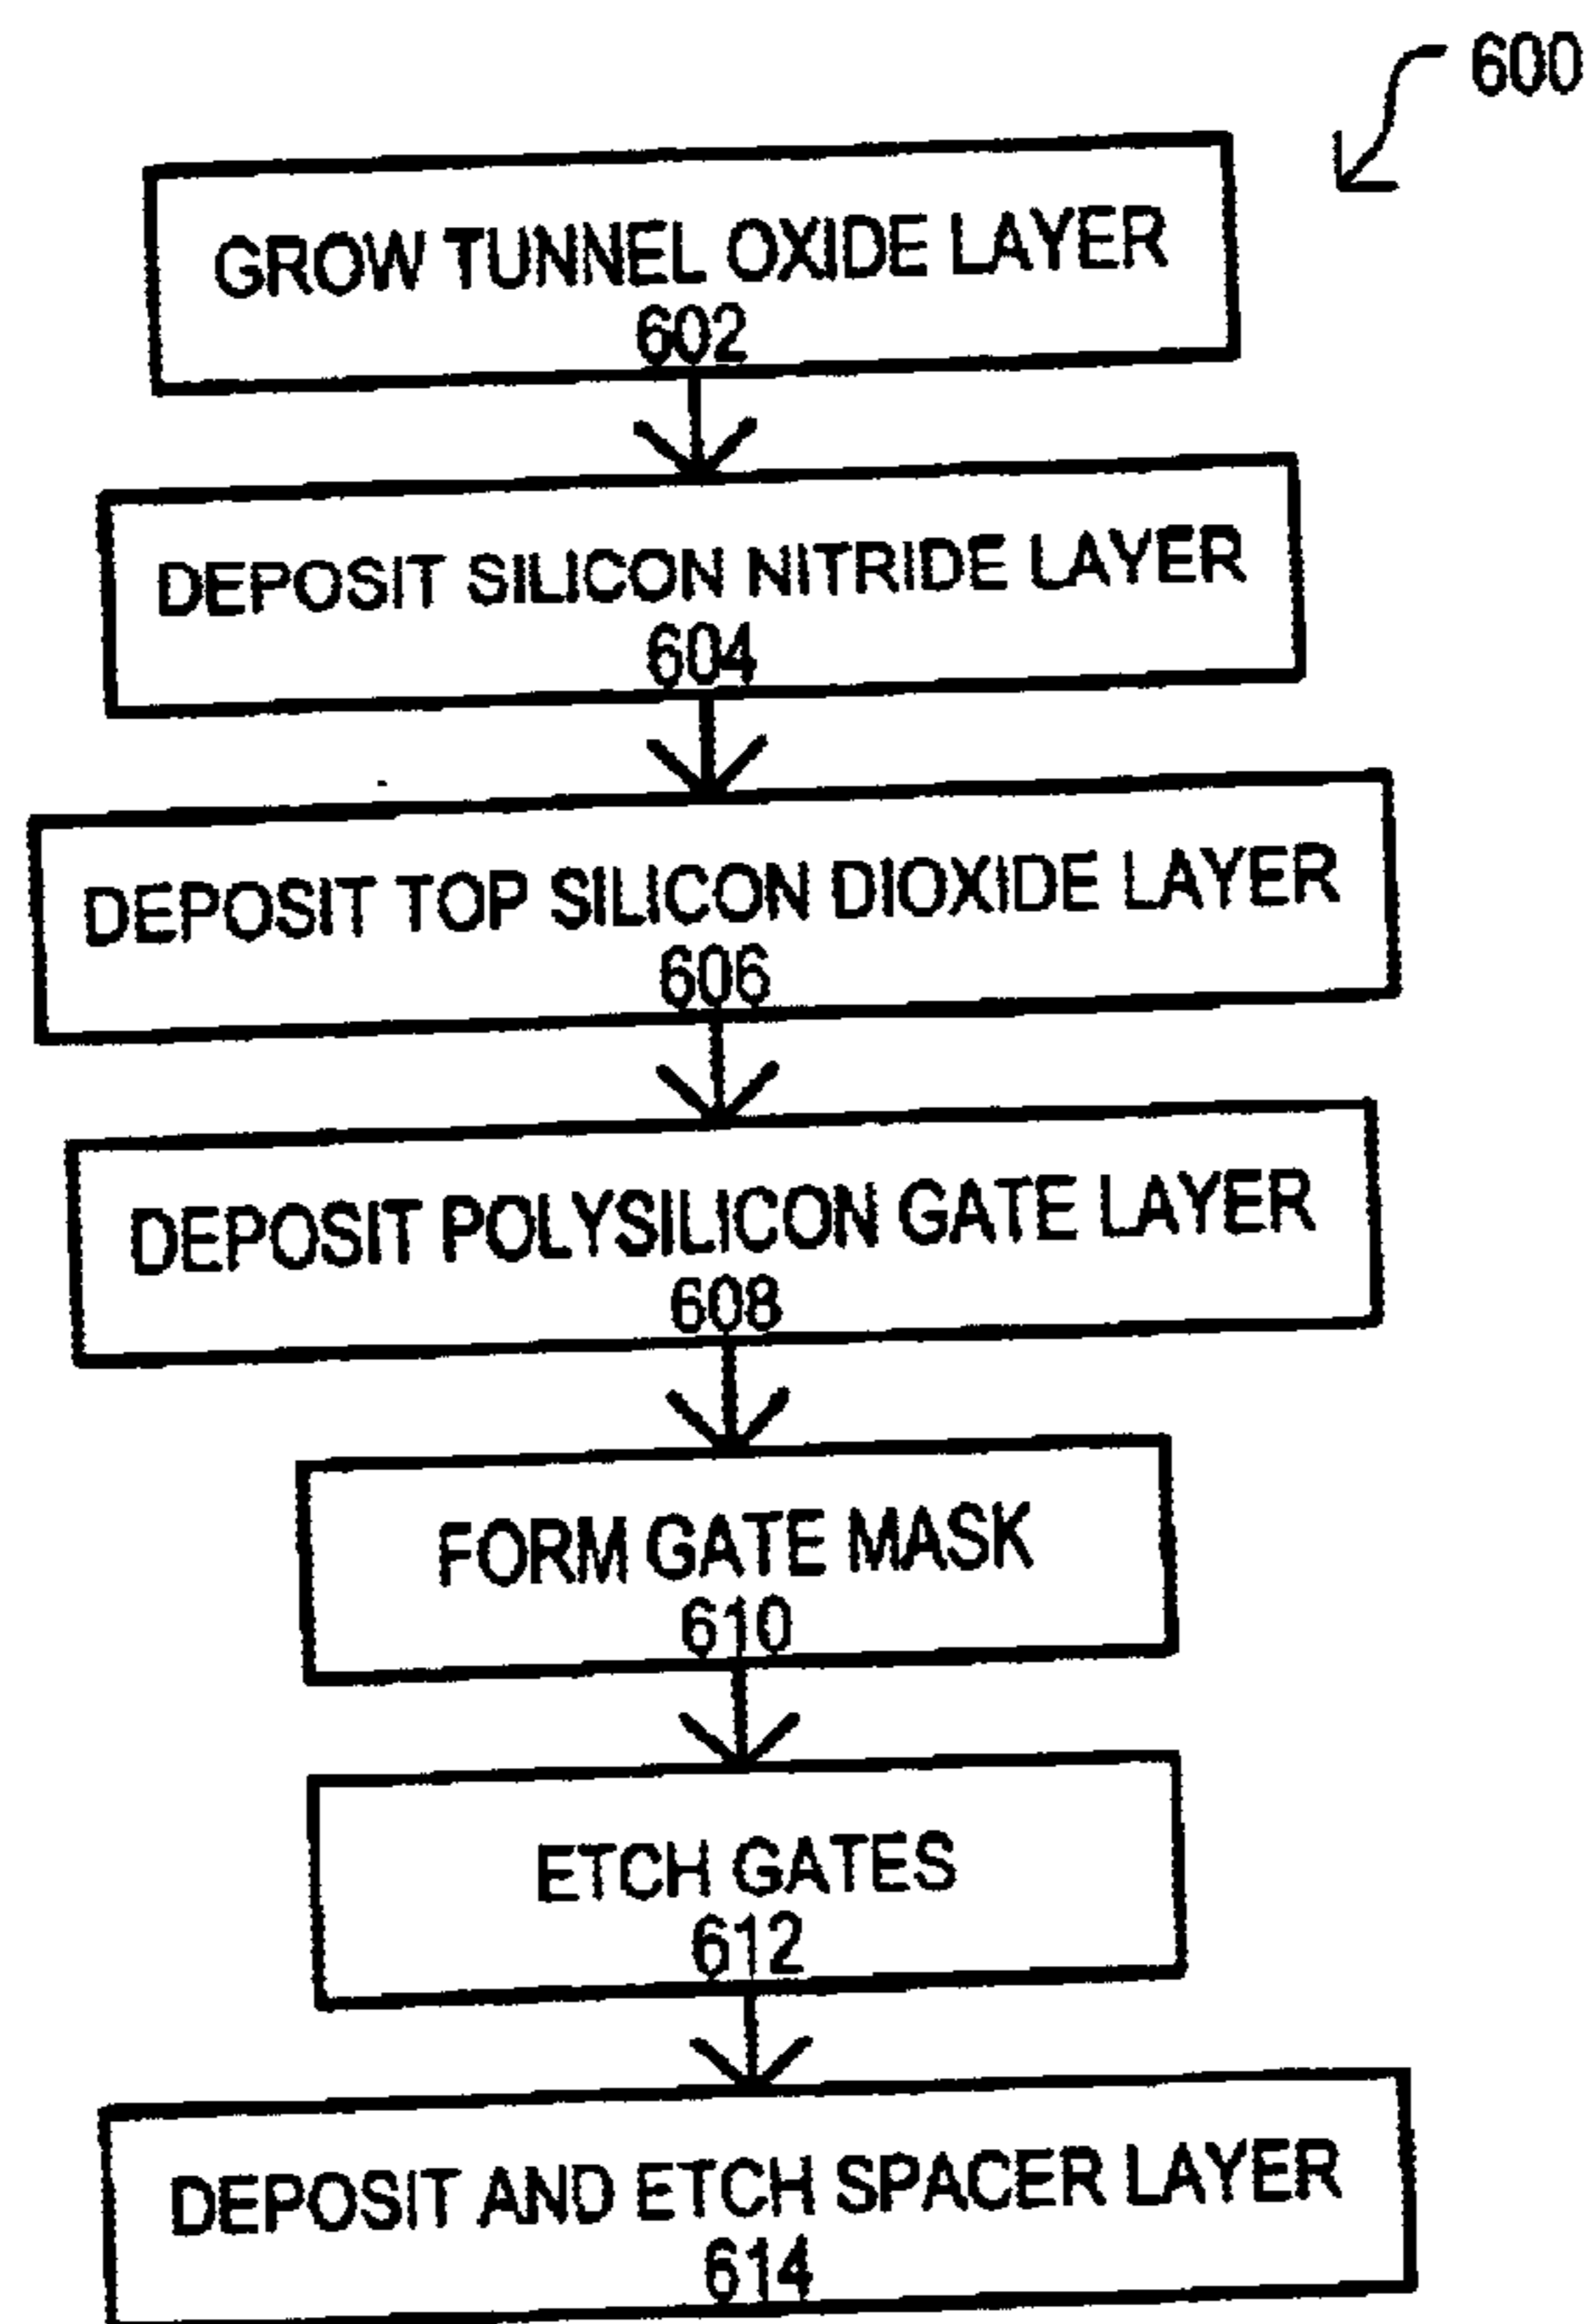 600
GROW TUNNEL OXIDE LAYER
602
DEPOSIT SILICON NITRIDE LAYER
604
DEPOSIT TOP SILICON DIOXIDE LAYER
606
DEPOSIT POLYSILICON GATE LAYER
608
FORM GATE MASK
610
ETCH GATES
612
DEPOSIT AND ETCH SPACER LAYER
614